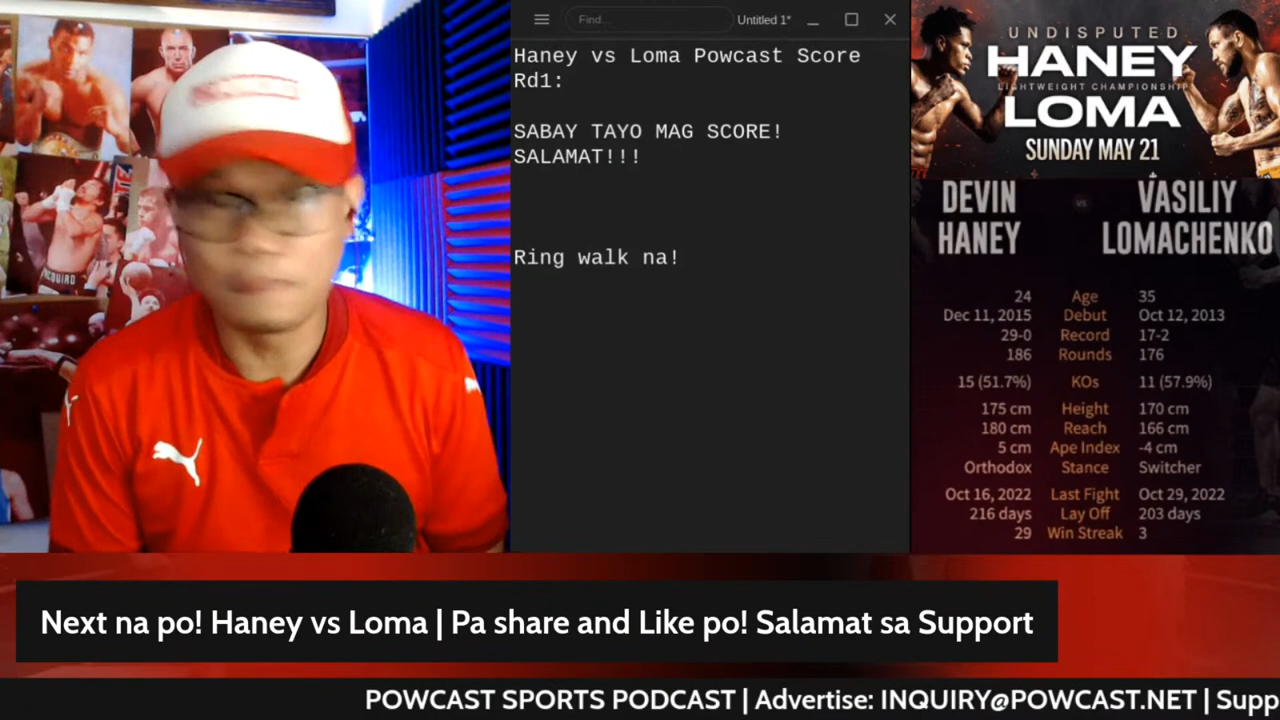 Find...
Untitled 1*
Haney vs Loma Powcast Score
Rd1:
SABAY TAYO MAG SCORE!
SALAMAT!!!
Ring walk na!
UNDISPUTED
HANEY
LIGHTWEIGHT CHAMPIONSHIP
LOMA
SUNDAY MAY 21
DEVIN HANEY vs VASILIY LOMACHENKO
24 Age 35
Dec 11, 2015 Debut Oct 12, 2013
29-0 Record 17-2
186 Rounds 176
15 (51.7%) KOs 11 (57.9%)
175 cm Height 170 cm
180 cm Reach 166 cm
5 cm Ape Index -4 cm
Orthodox Stance Switcher
Oct 16, 2022 Last Fight Oct 29, 2022
216 days Lay Off 203 days
29 Win Streak 3
Next na po! Haney vs Loma | Pa share and Like po! Salamat sa Support
POWCAST SPORTS PODCAST | Advertise: INQUIRY@POWCAST.NET | Supp